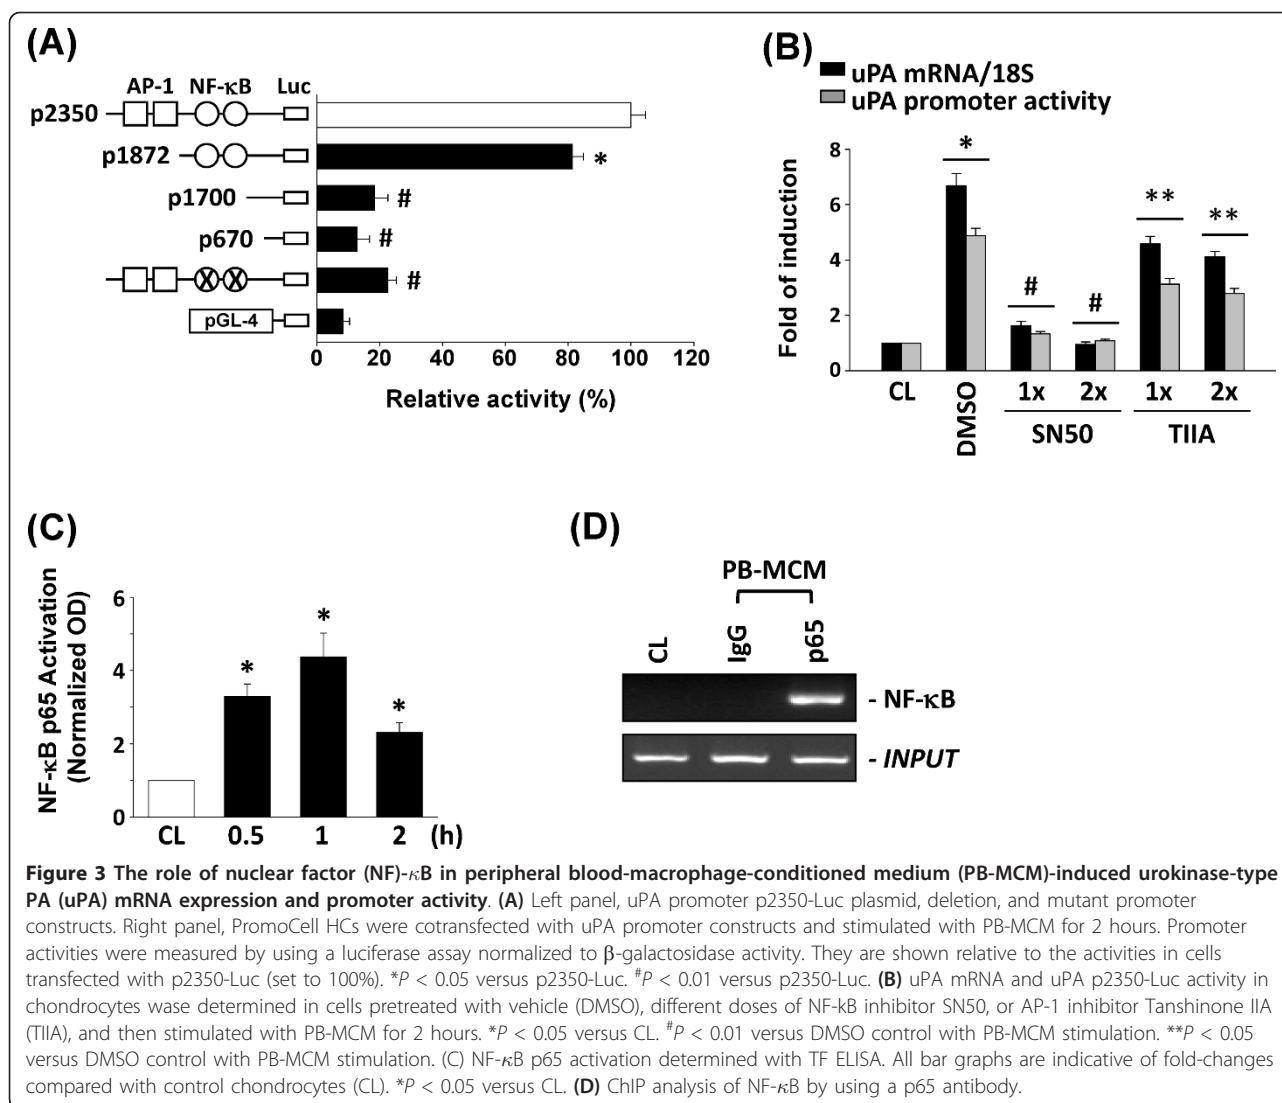 (A)
AP-1 NF-κB Luc
p2350
p1872
*
p1700
#
p670
#
X X
#
pGL-4
0 20 40 60 80 100 120
Relative activity (%)
(B)
uPA mRNA/18S
uPA promoter activity
Fold of induction
8
6
4
2
0
*
#
#
**
**
CL DMSO 1x 2x 1x 2x
SN50 TIIA
(C)
NF-κB p65 Activation
(Normalized OD)
6
4
2
0
*
*
*
CL 0.5 1 2 (h)
(D)
PB-MCM
CL IgG p65
- NF-κB
- INPUT
Figure 3 The role of nuclear factor (NF)-κB in peripheral blood-macrophage-conditioned medium (PB-MCM)-induced urokinase-type
PA (uPA) mRNA expression and promoter activity. (A) Left panel, uPA promoter p2350-Luc plasmid, deletion, and mutant promoter
constructs. Right panel, PromoCell HCs were cotransfected with uPA promoter constructs and stimulated with PB-MCM for 2 hours. Promoter
activities were measured by using a luciferase assay normalized to β-galactosidase activity. They are shown relative to the activities in cells
transfected with p2350-Luc (set to 100%). *P < 0.05 versus p2350-Luc. #P < 0.01 versus p2350-Luc. (B) uPA mRNA and uPA p2350-Luc activity in
chondrocytes wase determined in cells pretreated with vehicle (DMSO), different doses of NF-kB inhibitor SN50, or AP-1 inhibitor Tanshinone IIA
(TIIA), and then stimulated with PB-MCM for 2 hours. *P < 0.05 versus CL. #P < 0.01 versus DMSO control with PB-MCM stimulation. **P < 0.05
versus DMSO control with PB-MCM stimulation. (C) NF-κB p65 activation determined with TF ELISA. All bar graphs are indicative of fold-changes
compared with control chondrocytes (CL). *P < 0.05 versus CL. (D) ChIP analysis of NF-κB by using a p65 antibody.